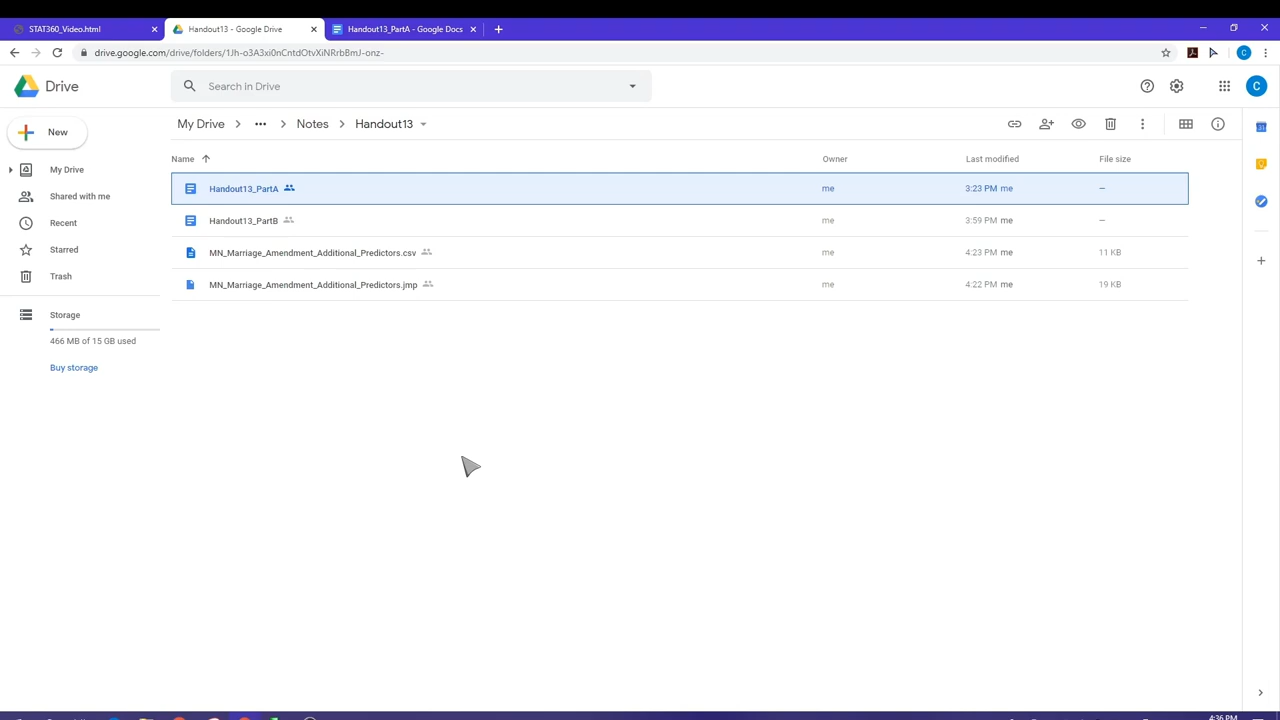 STAT360_Video.html
Handout13 - Google Drive
Handout13_PartA - Google Docs
drive.google.com/drive/folders/1Jh-o3A3xi0nCntdOtvXiNRrbBmJ-onz-
C
Drive
Search in Drive
C
New
My Drive
Notes
Handout13
31
My Drive
Shared with me
Recent
Starred
Trash
Storage
466 MB of 15 GB used
Buy storage
Name
Owner
Last modified
File size
Handout13_PartA
me
3:23 PM me
–
Handout13_PartB
me
3:59 PM me
–
MN_Marriage_Amendment_Additional_Predictors.csv
me
4:23 PM me
11 KB
MN_Marriage_Amendment_Additional_Predictors.jmp
me
4:22 PM me
19 KB
4:36 PM